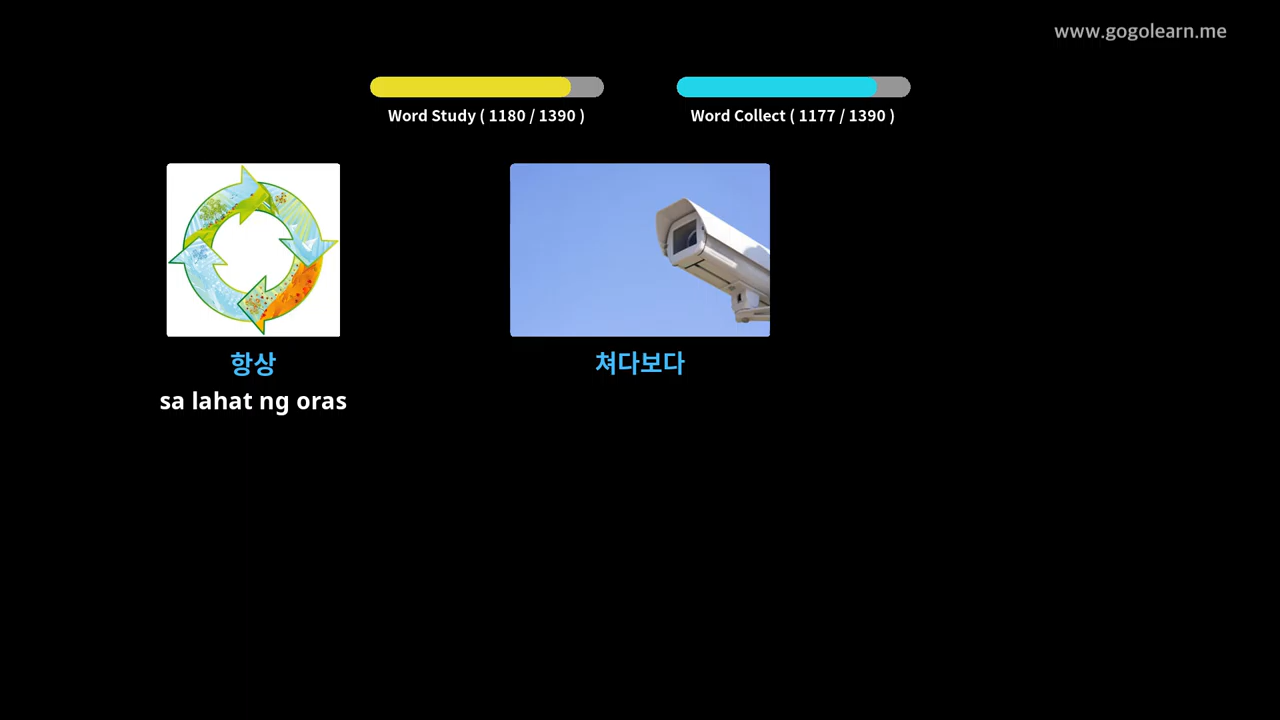 www.gogolearn.me
Word Study ( 1180 / 1390 )
Word Collect ( 1177 / 1390 )
항상
sa lahat ng oras
쳐다보다